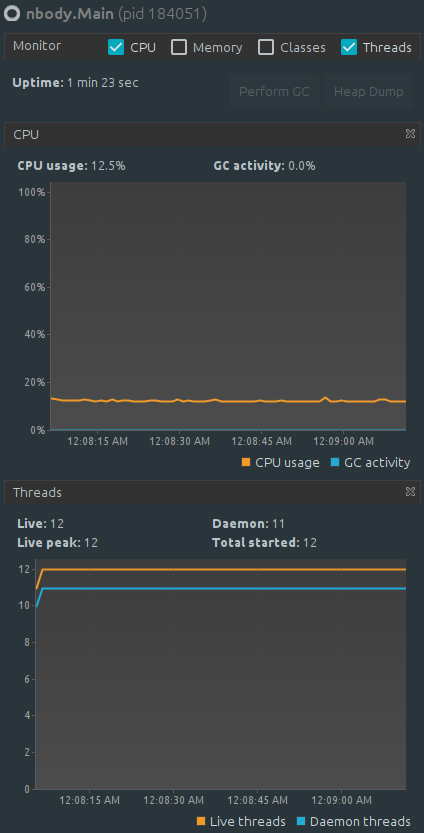 nbody.Main (pid 184051)
Monitor CPU Memory Classes Threads
Uptime: 1 min 23 sec Perform GC Heap Dump
CPU
CPU usage: 12.5% GC activity: 0.0%
100%
80%
60%
40%
20%
0%
12:08:15 AM 12:08:30 AM 12:08:45 AM 12:09:00 AM
CPU usage GC activity
Threads
Live: 12 Daemon: 11
Live peak: 12 Total started: 12
12
10
8
6
4
2
0
12:08:15 AM 12:08:30 AM 12:08:45 AM 12:09:00 AM
Live threads Daemon threads